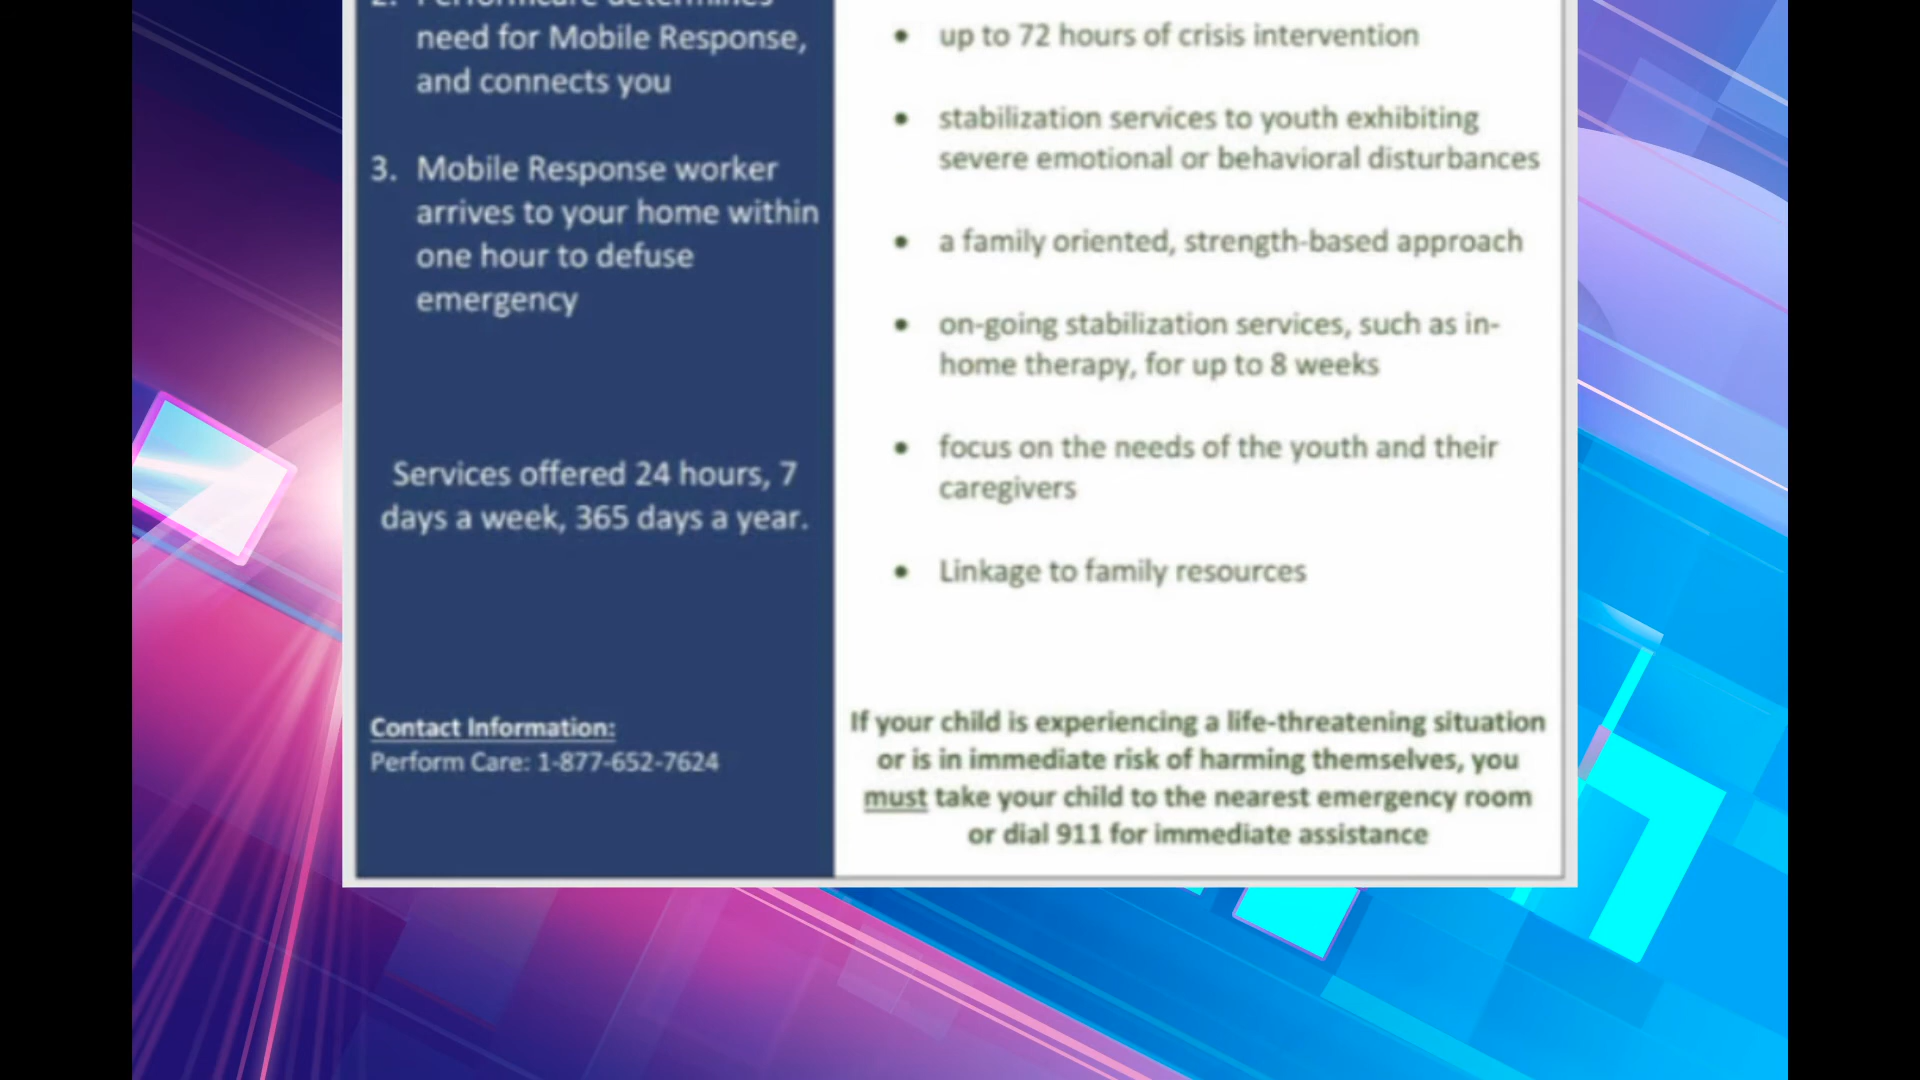 2. Performcare determines
need for Mobile Response,
and connects you
3. Mobile Response worker
arrives to your home within
one hour to defuse
emergency
Services offered 24 hours, 7
days a week, 365 days a year.
Contact Information:
Perform Care: 1-877-652-7624
• up to 72 hours of crisis intervention
• stabilization services to youth exhibiting
severe emotional or behavioral disturbances
• a family oriented, strength-based approach
• on-going stabilization services, such as in-
home therapy, for up to 8 weeks
• focus on the needs of the youth and their
caregivers
• Linkage to family resources
If your child is experiencing a life-threatening situation
or is in immediate risk of harming themselves, you
must take your child to the nearest emergency room
or dial 911 for immediate assistance